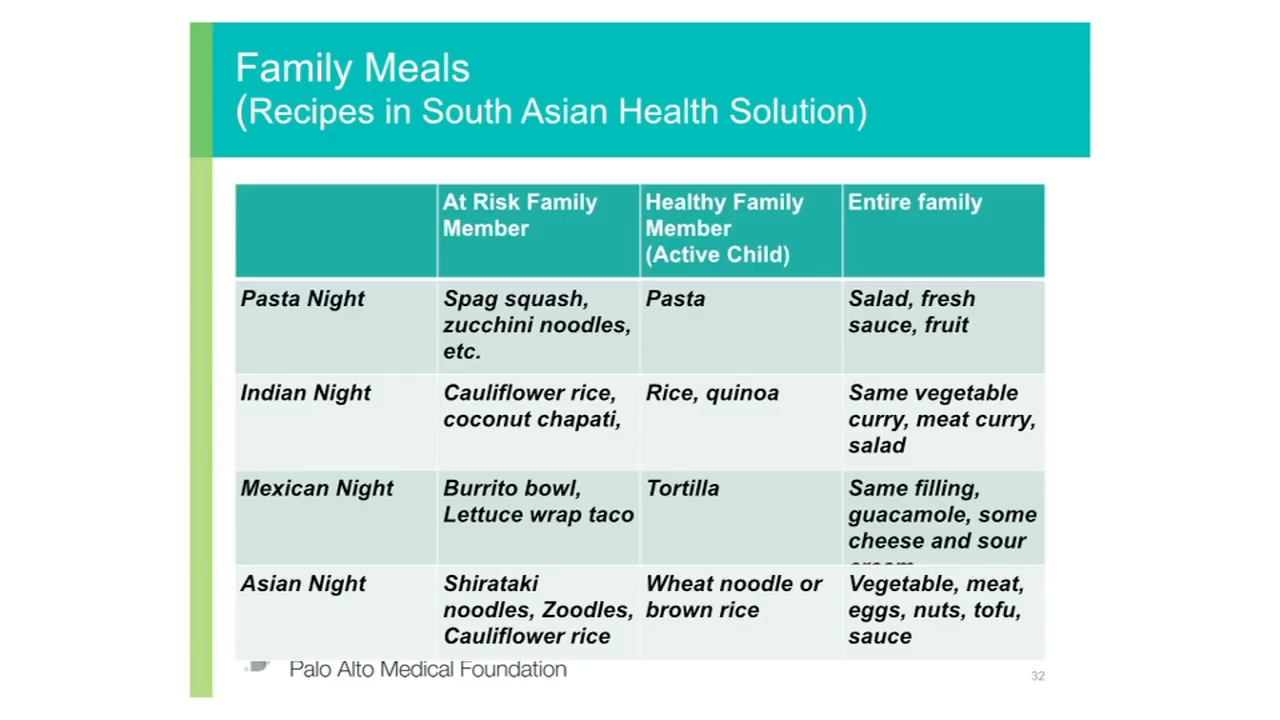 Family Meals
(Recipes in South Asian Health Solution)
At Risk Family
Member
Healthy Family
Member
(Active Child)
Entire family
Pasta Night
Spag squash,
zucchini noodles,
etc.
Pasta
Salad, fresh
sauce, fruit
Indian Night
Cauliflower rice,
coconut chapati,
Rice, quinoa
Same vegetable
curry, meat curry,
salad
Mexican Night
Burrito bowl,
Lettuce wrap taco
Tortilla
Same filling,
guacamole, some
cheese and sour
Asian Night
Shirataki
noodles, Zoodles,
Cauliflower rice
Wheat noodle or
brown rice
Vegetable, meat,
eggs, nuts, tofu,
sauce
Palo Alto Medical Foundation
32